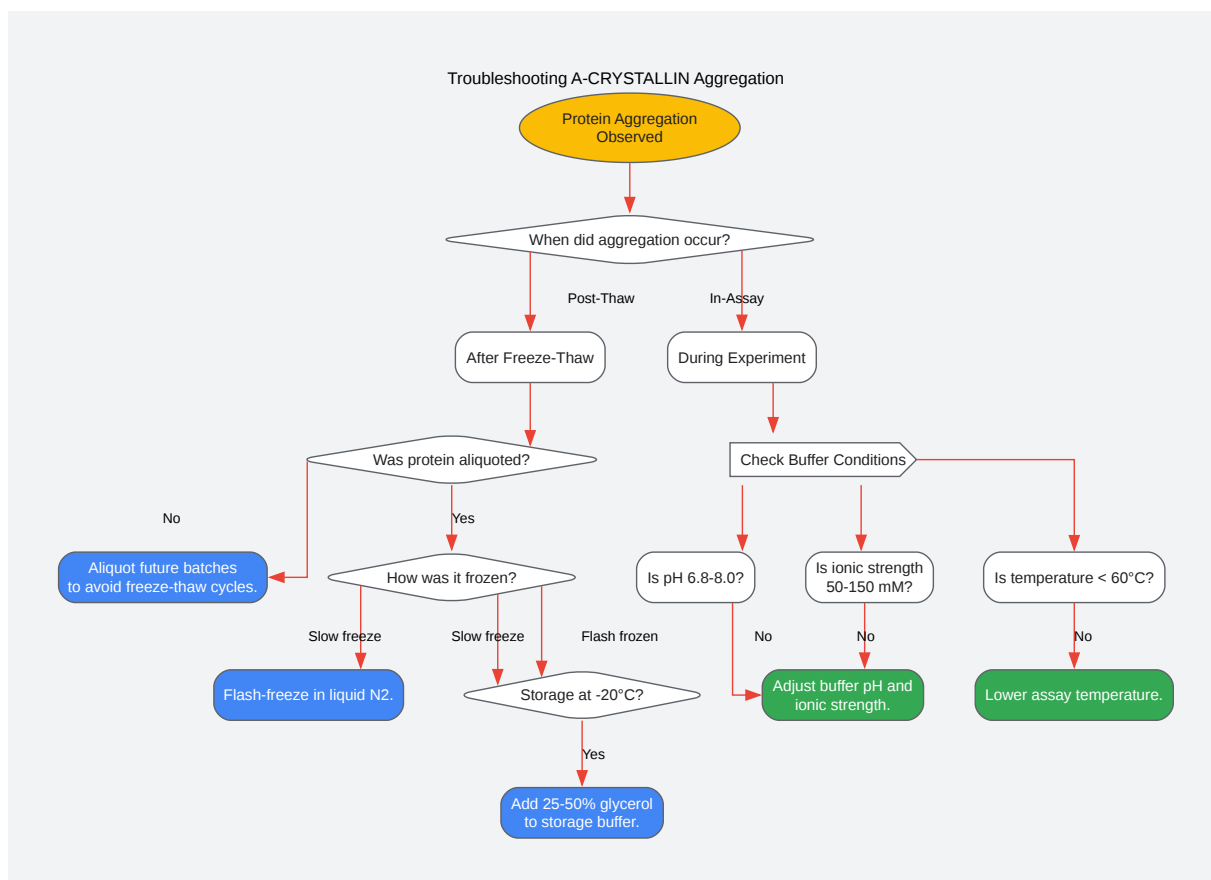 Troubleshooting A-CRYSTALLIN Aggregation
Protein Aggregation
Observed
When did aggregation occur?
Post-Thaw
In-Assay
After Freeze-Thaw
During Experiment
Was protein aliquoted?
Check Buffer Conditions
No
Yes
Aliquot future batches
to avoid freeze-thaw cycles.
How was it frozen?
Is pH 6.8-8.0?
Is ionic strength
50-150 mM?
Is temperature < 60°C?
Slow freeze
Slow freeze
Flash frozen
No
No
No
Flash-freeze in liquid N2.
Storage at -20°C?
Adjust buffer pH and
ionic strength.
Lower assay temperature.
Yes
Add 25-50% glycerol
to storage buffer.